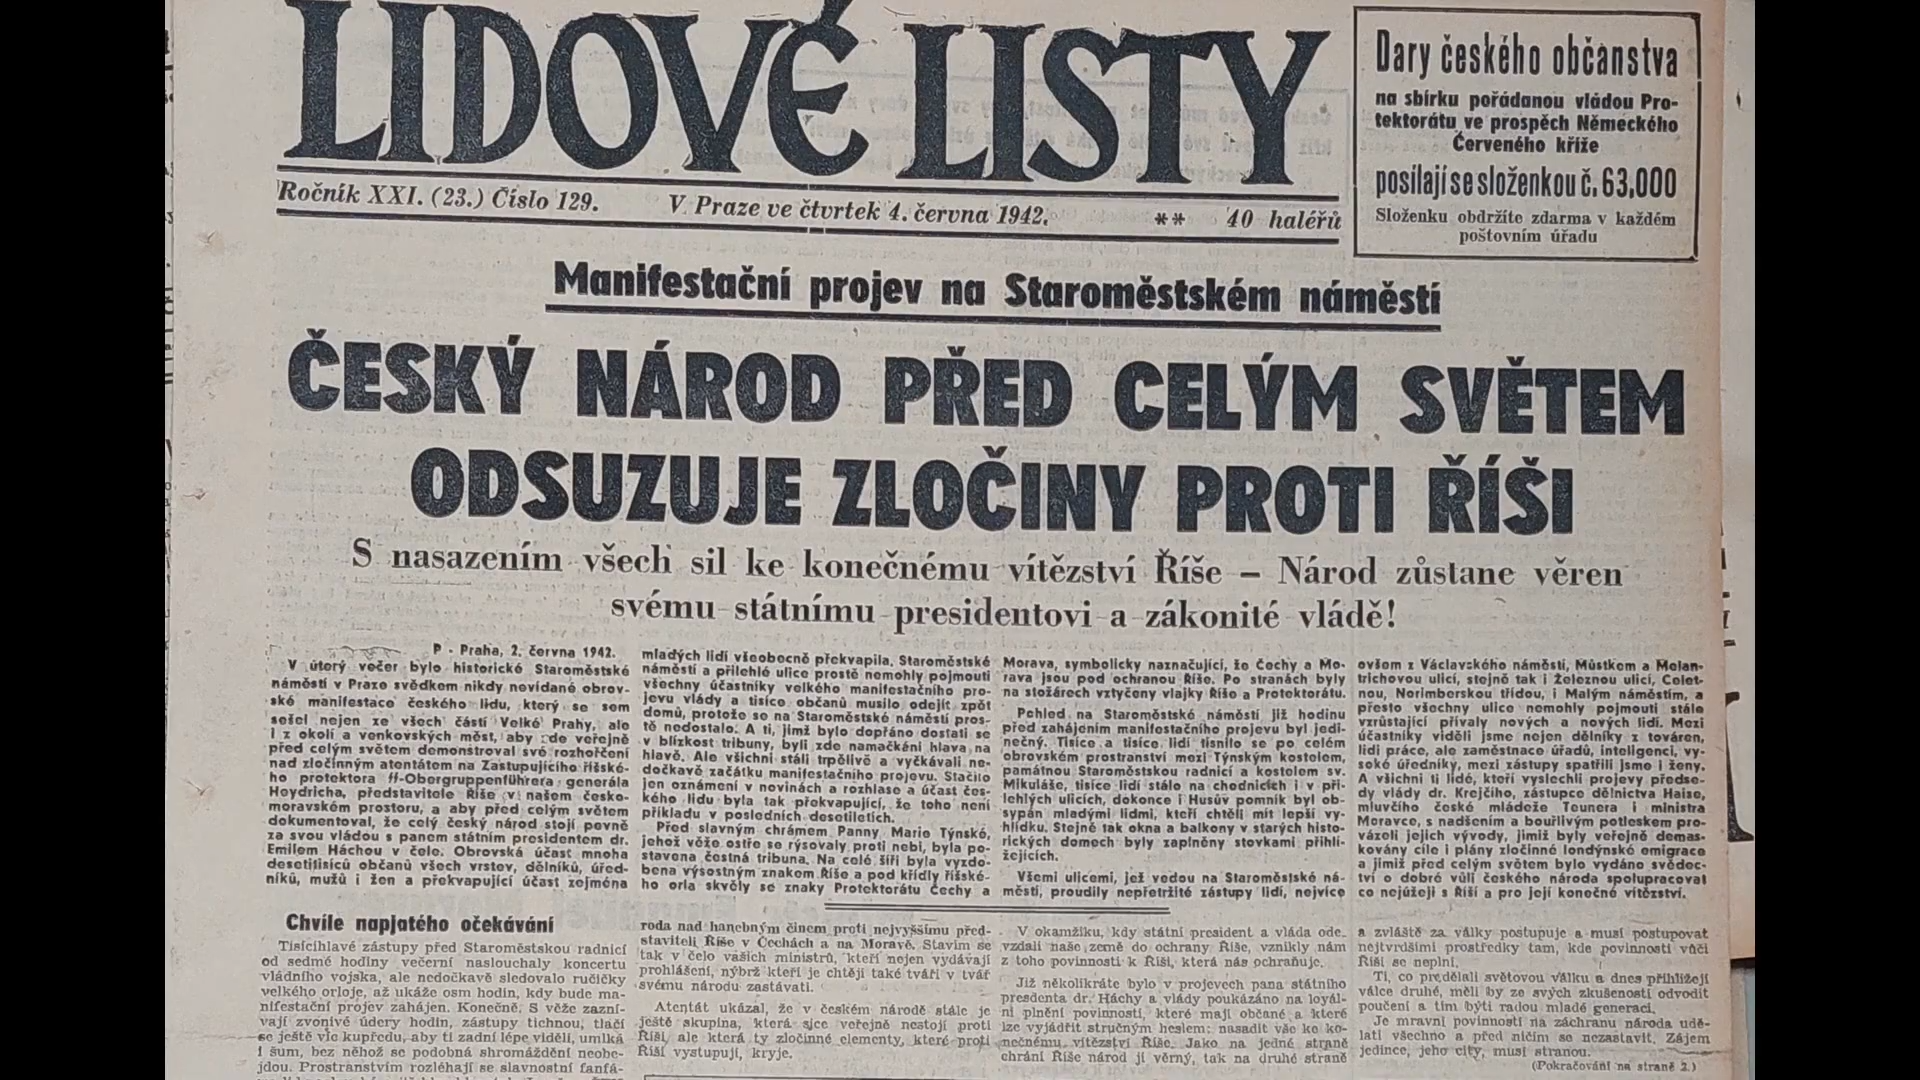 LIDOVÉ LISTY
Ročník XXI. (23.) Číslo 129.
V Praze ve čtvrtek 4. června 1942.
**
40 haléřů
Dary českého občanstva
na sbírku pořádanou vládou Pro-
tektorátu ve prospěch Německého
Červeného kříže
posílají se složenkou č. 63,000
Složenku obdržíte zdarma v každém
poštovním úřadu
Manifestační projev na Staroměstském náměstí
ČESKÝ NÁROD PŘED CELÝM SVĚTEM
ODSUZUJE ZLOČINY PROTI ŘÍŠI
S nasazením všech sil ke konečnému vítězství Říše – Národ zůstane věren
svému státnímu presidentovi a zákonité vládě!
P - Praha, 2. června 1942.
V úterý večer bylo historické Staroměstské
náměstí v Praze svědkem nikdy nevídané obrov-
ské manifestace českého lidu, který se sem
sešel nejen ze všech částí Velké Prahy, ale
i z okolí a venkovských měst, aby zde veřejně
před celým světem demonstroval své rozhořčení
nad zločinným atentátem na Zastupujícího říšské-
ho protektora SS-Obergruppenführera generála
Heydricha, představitele Říše v našem česko-
moravském prostoru, a aby před celým světem
dokumentoval, že celý český národ stojí pevně
za svou vládou s panem státním presidentem dr.
Emilem Háchou v čele. Obrovská účast mnoha
desetitisíců občanů všech vrstev, dělníků, úřed-
níků, mužů i žen a překvapující účast zejména
mladých lidí všeobecně překvapila. Staroměstské
náměstí a přilehlé ulice prostě nemohly pojmouti
všechny účastníky velkého manifestačního pro-
jevu vlády a tisíce občanů musilo odejít zpět
domů, protože se na Staroměstské náměstí pros-
tě nedostalo. A ti, jimž bylo dopřáno dostati se
v blízkost tribuny, byli zde namačkáni hlava na
hlavě. Ale všichni stáli trpělivě a vyčkávali ne-
dočkavě začátku manifestačního projevu. Stačilo
jen oznámení v novinách a rozhlase a účast čes-
kého lidu byla tak překvapující, že toho není
příkladu v posledních desetiletích.
Před slavným chrámem Panny Marie Týnské,
jehož věže ostře se rýsovaly proti nebi, byla po-
stavena čestná tribuna. Na celé šíři byla vyzdo-
bena výsostným znakem Říše a pod křídly říšské-
ho orla skvěly se znaky Protektorátu Čechy a
Morava, symbolicky naznačující, že Čechy a Mo-
rava jsou pod ochranou Říše. Po stranách byly
na stožárech vztyčeny vlajky Říše a Protektorátu.
Pohled na Staroměstské náměstí již hodinu
před zahájením manifestačního projevu byl jedi-
nečný. Tisíce a tisíce lidí tísnilo se po celém
obrovském prostranství mezi Týnským kostelem,
památnou Staroměstskou radnicí a kostelem sv.
Mikuláše, tisíce lidí stálo na chodnících i v při-
lehlých ulicích, dokonce i Husův pomník byl ob-
sypán mladými lidmi, kteří chtěli mít lepší vy-
hlídku. Stejně tak okna a balkony v starých histo-
rických domech byly zaplněny stovkami přihlí-
žejících.
Všemi ulicemi, jež vedou na Staroměstské ná-
městí, proudily nepřetržité zástupy lidí, nejvíce
ovšem z Václavského náměstí, Můstkem a Melan-
trichovou ulicí, stejně tak i Železnou ulicí, Celet-
nou, Norimberskou třídou, i Malým náměstím, a
přesto všechny ulice nemohly pojmouti stále
vzrůstající přívaly nových a nových lidí. Mezi
účastníky viděli jsme nejen dělníky z továren,
lidi práce, ale zaměstnace úřadů, inteligenci, vy-
soké úředníky, mezi zástupy spatřili jsme i ženy.
A všichni ti lidé, kteří vyslechli projevy předse-
dy vlády dr. Krejčího, zástupce dělnictva Haise,
mluvčího české mládeže Teunera i ministra
Moravce, s nadšením a bouřlivým potleskem pro-
vázeli jejich vývody, jimiž byly veřejně demas-
kovány cíle i plány zločinné londýnské emigrace
a jimiž před celým světem bylo vydáno svědec-
tví o dobré vůli českého národa spolupracovat
co nejúžeji s Říší a pro její konečné vítězství.
Chvíle napjatého očekávání
Tisícihlavé zástupy před Staroměstskou radnicí
od sedmé hodiny večerní naslouchaly koncertu
vládního vojska, ale nedočkavě sledovalo ručičky
velkého orloje, až ukáže osm hodin, kdy bude ma-
nifestační projev zahájen. Konečně. S věže zazní-
vají zvonivé údery hodin, zástupy tichnou, tlačí
se ještě víc kupředu, aby ti zadní lépe viděli, umlká
i šum, bez něhož se podobná shromáždění neobe-
jdou. Prostranstvím rozléhají se slavnostní fanfá-
roda nad hanebným činem proti nejvyššímu před-
staviteli Říše v Čechách a na Moravě. Stavím se
tak v čelo vašich ministrů, kteří nejen vydávají
prohlášení, nýbrž kteří je chtějí také tváří v tvář
svému národu zastávati.
Atentát ukázal, že v českém národě stále je
ještě skupina, která sice veřejně nestojí proti
Říši, ale která ty zločinné elementy, které proti
Říši vystupují, kryje.
V okamžiku, kdy státní president a vláda ode-
vzdali naše země do ochrany Říše, vznikly nám
z toho povinnosti k Říši, která nás ochraňuje.
Již několikráte bylo v projevech pana státního
presdenta dr. Háchy a vlády poukázáno na loyál-
ní plnění povinností, které mají občané a které
lze vyjádřit stručným heslem: nasadit vše ke ko-
nečnému vítězství Říše. Jako na jedné straně
chrání Říše národ jí věrný, tak na druhé straně
a zvláště za války postupuje a musí postupovat
nejtvrdšími prostředky tam, kde povinnosti vůči
Říši se neplní.
Ti, co předělali světovou válku a dnes přihlížejí
válce druhé, měli by ze svých zkušeností odvodit
poučení a tím býti radou mladé generaci.
Je mravní povinností na záchranu národa udě-
lati všechno a před ničím se nezastavit. Zájem
jedince, jeho city, musí stranou.
(Pokračování na straně 2.)